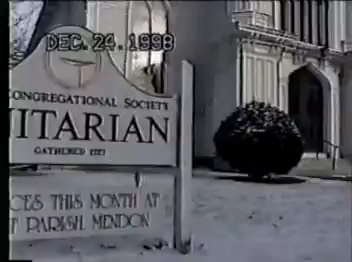 DEC. 24. 1998
CONGREGATIONAL SOCIETY
ITARIAN
GATHERED 1727
CES THIS MONTH AT
T PARISH MENDON